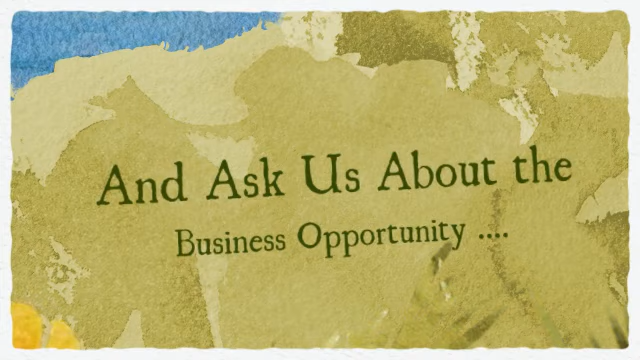 And Ask Us About the
Business Opportunity ....